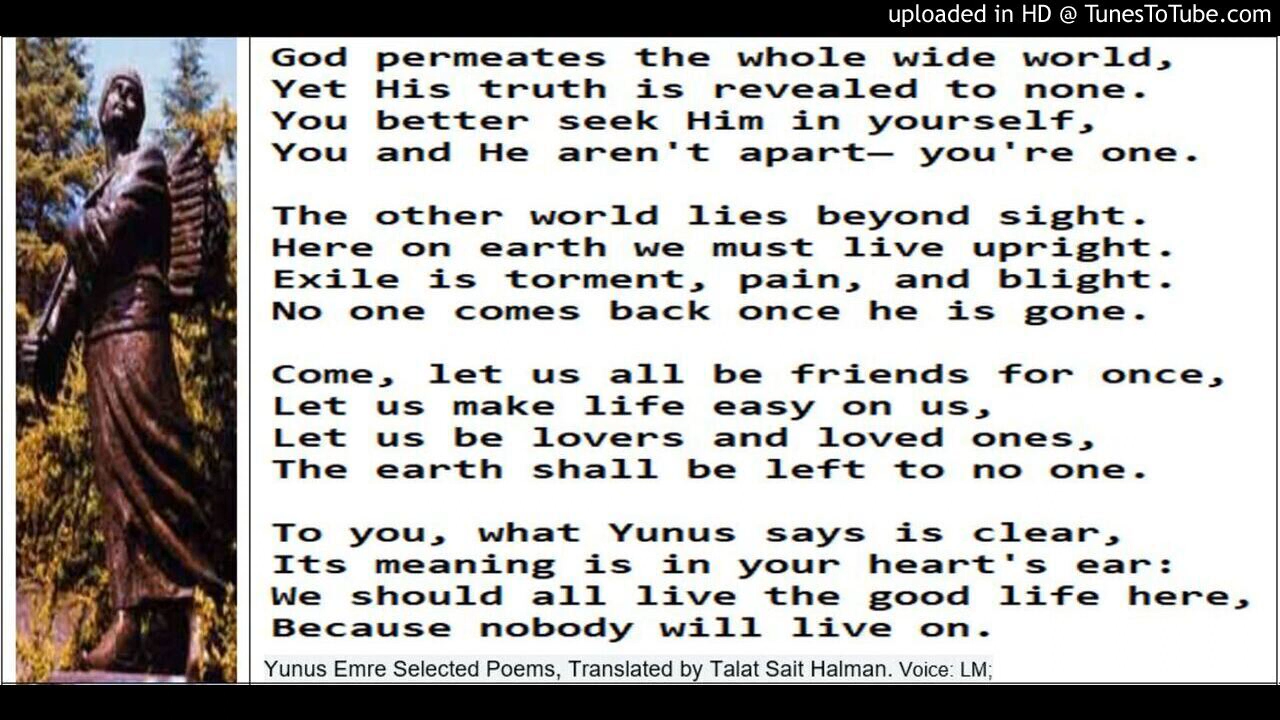 uploaded in HD @ TunesToTube.com
God permeates the whole wide world,
Yet His truth is revealed to none.
You better seek Him in yourself,
You and He aren't apart— you're one.
The other world lies beyond sight.
Here on earth we must live upright.
Exile is torment, pain, and blight.
No one comes back once he is gone.
Come, let us all be friends for once,
Let us make life easy on us,
Let us be lovers and loved ones,
The earth shall be left to no one.
To you, what Yunus says is clear,
Its meaning is in your heart's ear:
We should all live the good life here,
Because nobody will live on.
Yunus Emre Selected Poems, Translated by Talat Sait Halman. Voice: LM;